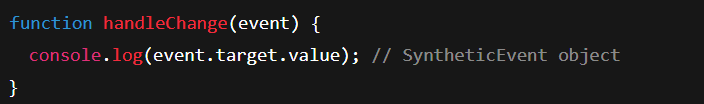 function handleChange(event) {
  console.log(event.target.value); // SyntheticEvent object
}